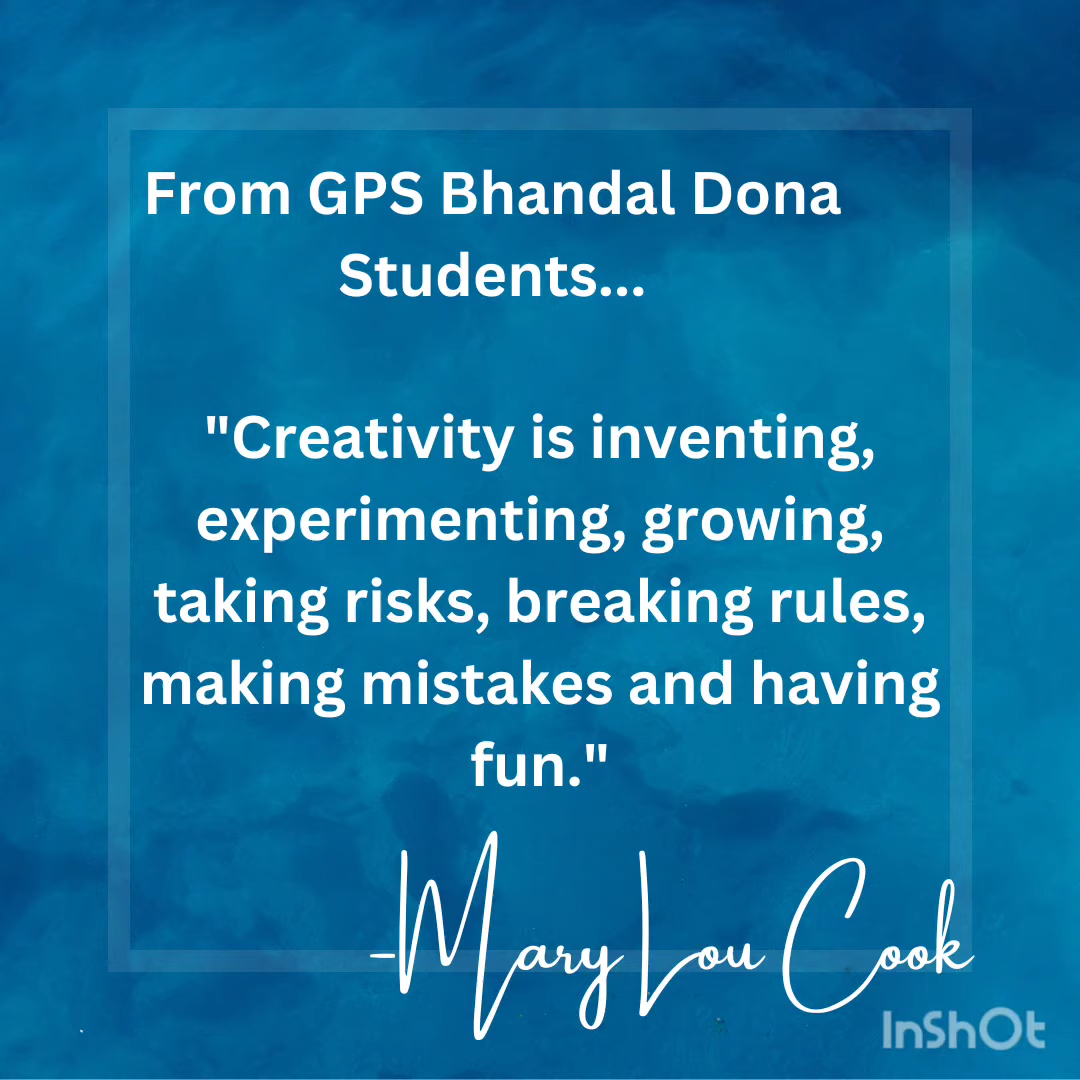 From GPS Bhandal Dona
Students...
"Creativity is inventing,
experimenting, growing,
taking risks, breaking rules,
making mistakes and having
fun."
-Mary Lou Cook
InShOt